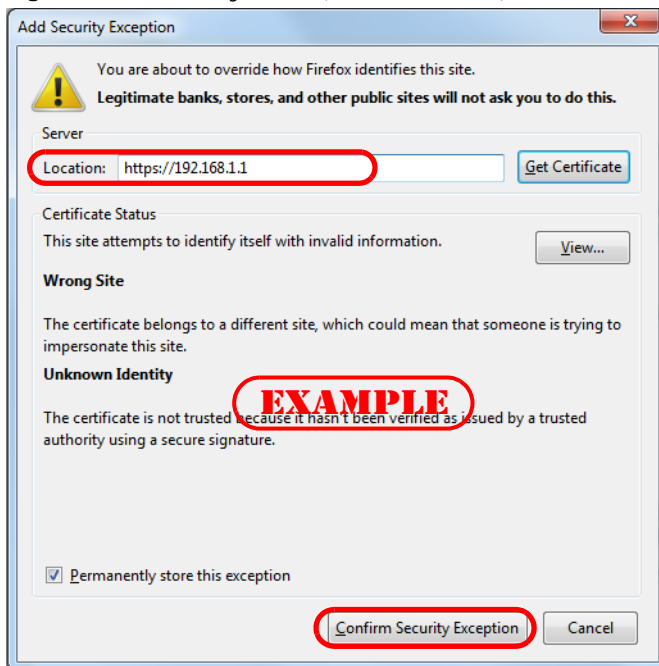 Add Security Exception
You are about to override how Firefox identifies this site.
Legitimate banks, stores, and other public sites will not ask you to do this.
Server
Location: https://192.168.1.1 Get Certificate
Certificate Status
This site attempts to identify itself with invalid information. View...
Wrong Site
The certificate belongs to a different site, which could mean that someone is trying to
impersonate this site.
Unknown Identity
EXAMPLE
The certificate is not trusted because it hasn't been verified as issued by a trusted
authority using a secure signature.
Permanently store this exception
Confirm Security Exception Cancel